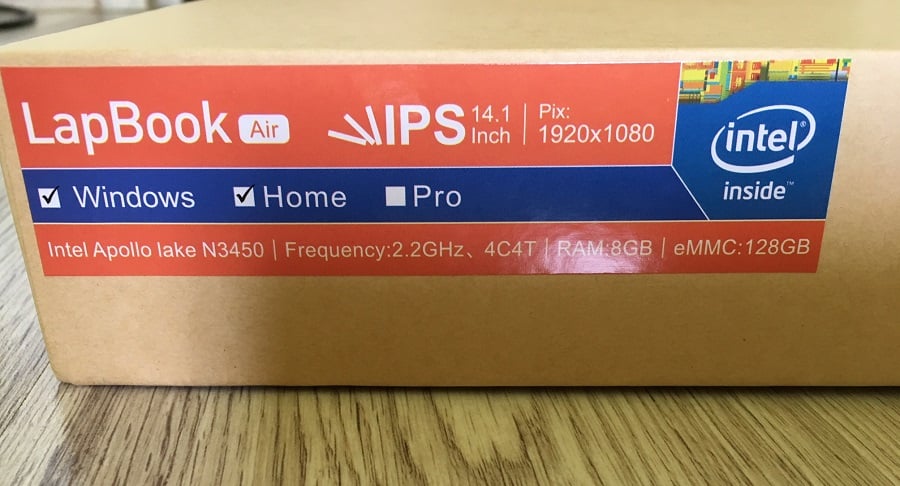 LapBook Air
IPS
14.1
Inch
Pix:
1920x1080
intel®
inside™
Windows Home Pro
Intel Apollo lake N3450 | Frequency:2.2GHz、4C4T | RAM:8GB | eMMC:128GB